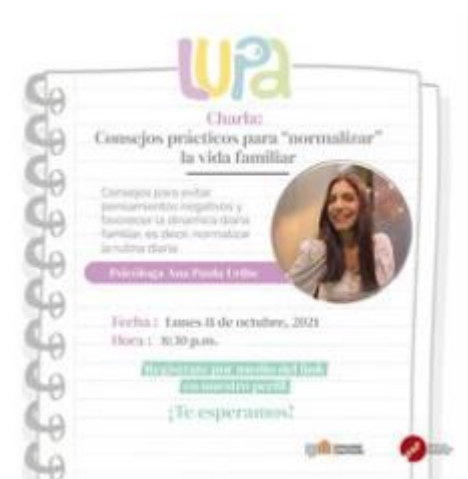 LUPA
Charla:
Consejos prácticos para "normalizar"
la vida familiar
Consejos para evitar
pensamientos negativos y
favorecer la dinámica diaria
familiar, es decir, normalizar
la rutina diaria
Psicóloga Ana Paula Uribe
Fecha : Lunes 11 de octubre, 2021
Hora : 8:30 p.m.
Regístrate por medio del link
en nuestro perfil
¡Te esperamos!